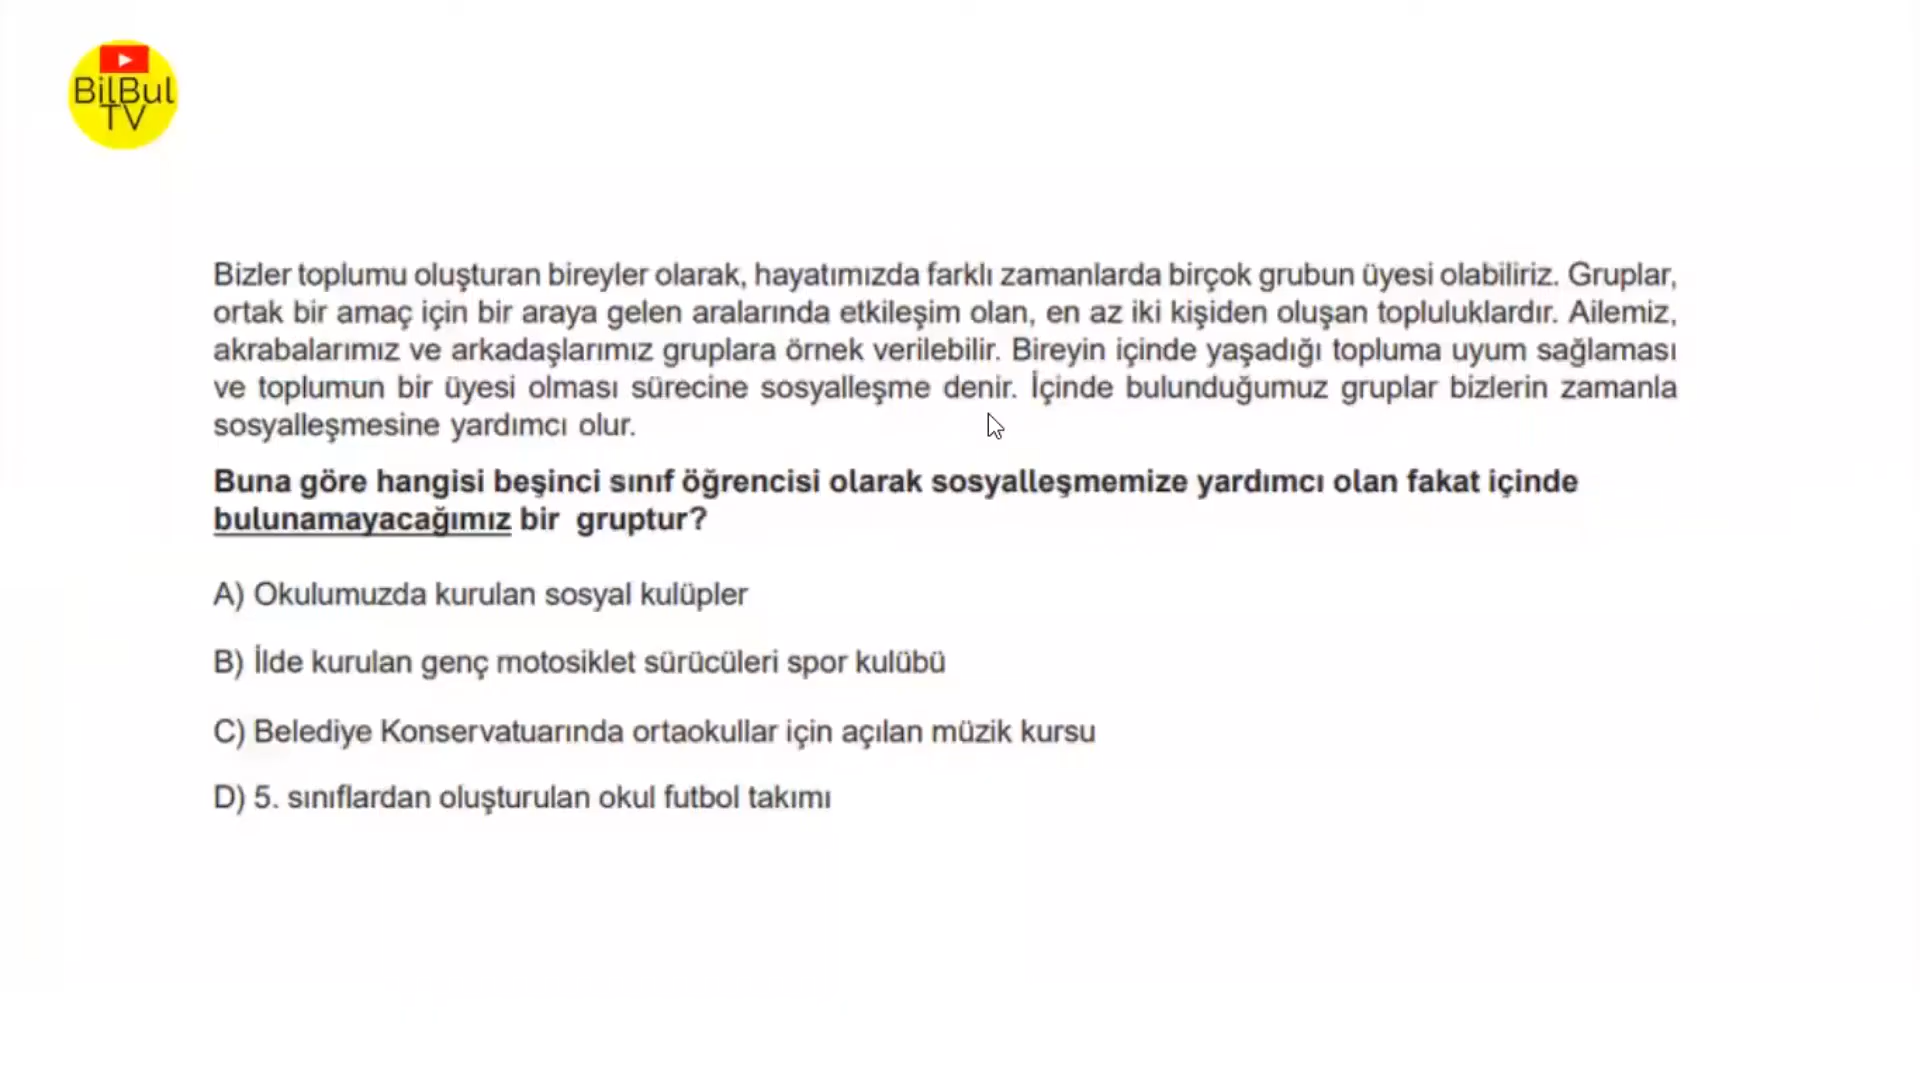 BilBul
TV
Bizler toplumu oluşturan bireyler olarak, hayatımızda farklı zamanlarda birçok grubun üyesi olabiliriz. Gruplar,
ortak bir amaç için bir araya gelen aralarında etkileşim olan, en az iki kişiden oluşan topluluklardır. Ailemiz,
akrabalarımız ve arkadaşlarımız gruplara örnek verilebilir. Bireyin içinde yaşadığı topluma uyum sağlaması
ve toplumun bir üyesi olması sürecine sosyalleşme denir. İçinde bulunduğumuz gruplar bizlerin zamanla
sosyalleşmesine yardımcı olur.
Buna göre hangisi beşinci sınıf öğrencisi olarak sosyalleşmemize yardımcı olan fakat içinde
bulunamayacağımız bir gruptur?
A) Okulumuzda kurulan sosyal kulüpler
B) İlde kurulan genç motosiklet sürücüleri spor kulübü
C) Belediye Konservatuarında ortaokullar için açılan müzik kursu
D) 5. sınıflardan oluşturulan okul futbol takımı